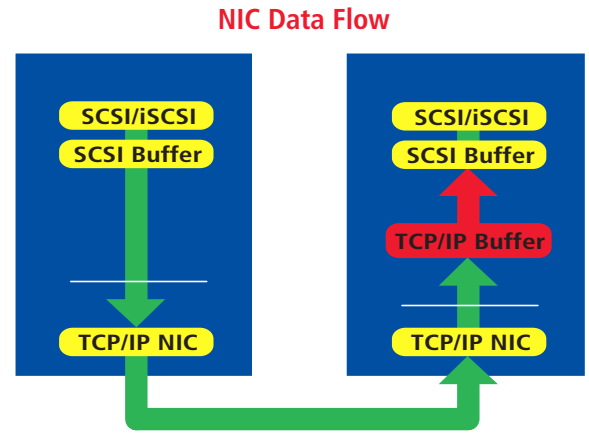 NIC Data Flow
SCSI/iSCSI
SCSI Buffer
TCP/IP NIC
SCSI/iSCSI
SCSI Buffer
TCP/IP Buffer
TCP/IP NIC